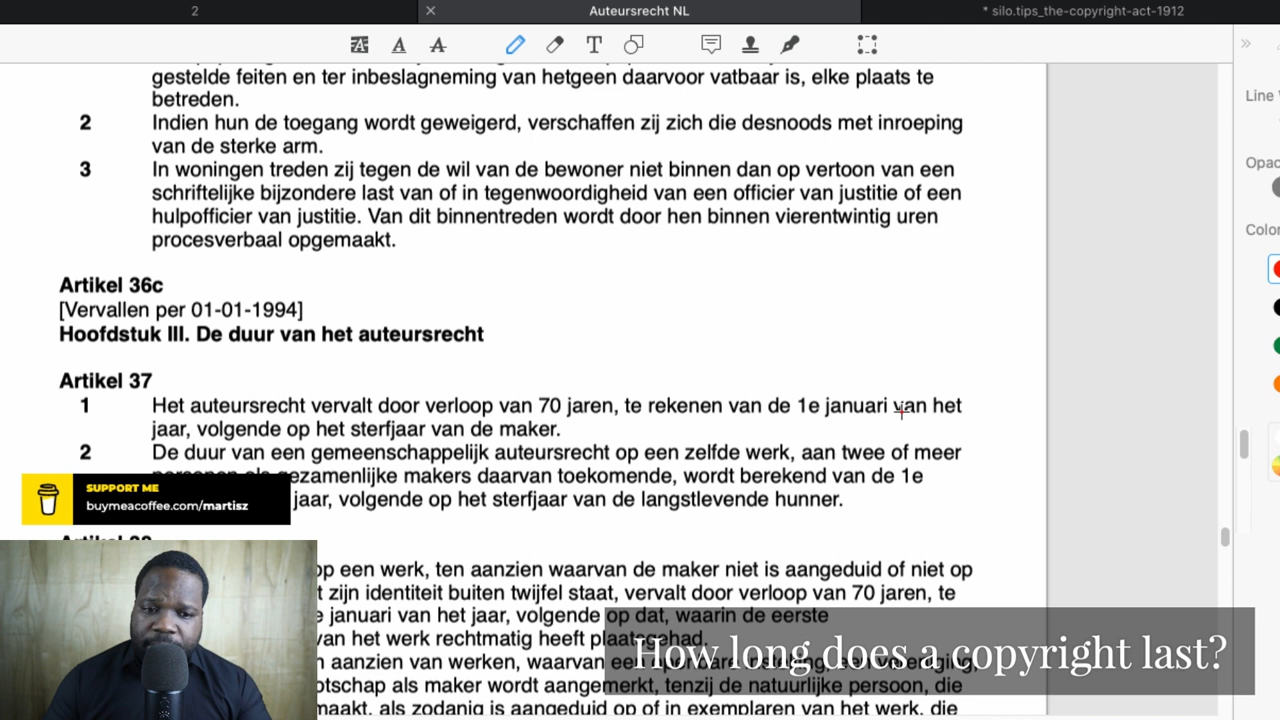 2
Auteursrecht NL
* silo.tips_the-copyright-act-1912
gestelde feiten en ter inbeslagneming van hetgeen daarvoor vatbaar is, elke plaats te
betreden.
2 Indien hun de toegang wordt geweigerd, verschaffen zij zich die desnoods met inroeping
van de sterke arm.
3 In woningen treden zij tegen de wil van de bewoner niet binnen dan op vertoon van een
schriftelijke bijzondere last van of in tegenwoordigheid van een officier van justitie of een
hulpofficier van justitie. Van dit binnentreden wordt door hen binnen vierentwintig uren
procesverbaal opgemaakt.
Artikel 36c
[Vervallen per 01-01-1994]
Hoofdstuk III. De duur van het auteursrecht
Artikel 37
1 Het auteursrecht vervalt door verloop van 70 jaren, te rekenen van de 1e januari van het
jaar, volgende op het sterfjaar van de maker.
2 De duur van een gemeenschappelijk auteursrecht op een zelfde werk, aan twee of meer
gezamenlijke makers daarvan toekomende, wordt berekend van de 1e
jaar, volgende op het sterfjaar van de langstlevende hunner.
SUPPORT ME
buymeacoffee.com/martisz
op een werk, ten aanzien waarvan de maker niet is aangeduid of niet op
zijn identiteit buiten twijfel staat, vervalt door verloop van 70 jaren, te
januari van het jaar, volgende op dat, waarin de eerste
van het werk rechtmatig heeft plaatsgehad.
How long does a copyright last?
aanzien van werken, waarvan een openbare instelling, een vereniging,
als maker wordt aangemerkt, tenzij de natuurlijke persoon, die
als zodanig is aangeduid op of in exemplaren van het werk, die
Line